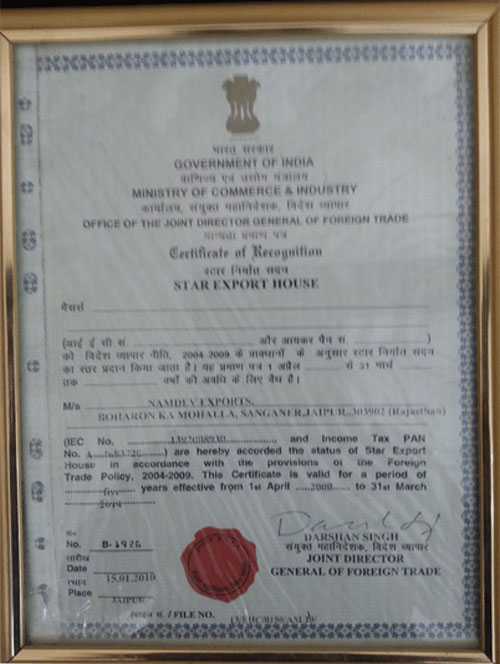 भारत सरकार
GOVERNMENT OF INDIA
वाणिज्य एवं उद्योग मंत्रालय
MINISTRY OF COMMERCE & INDUSTRY
कार्यालय, संयुक्त महानिदेशक, विदेश व्यापार
OFFICE OF THE JOINT DIRECTOR GENERAL OF FOREIGN TRADE
मान्यता प्रमाण पत्र
Certificate of Recognition
स्टार निर्यात सदन
STAR EXPORT HOUSE
मैसर्स
(आई ई सी सं. और आयकर पैन सं. )
को विदेश व्यापार नीति, 2004-2009 के प्रावधानों के अनुसार स्टार निर्यात सदन
का स्तर प्रदान किया जाता है। यह प्रमाण पत्र 1 अप्रैल से 31 मार्च
तक वर्षों की अवधि के लिए वैध है।
M/s NAMDEV EXPORTS,
BOHARON KA MOHALLA, SANGANER,JAIPUR, 303902 (Rajasthan)
(IEC No. and Income Tax PAN
No. ) are hereby accorded the status of Star Export
House in accordance with the provisions of the Foreign
Trade Policy, 2004-2009. This Certificate is valid for a period of
five years effective from 1st April 2009 to 31st March
2014
DARSHAN SINGH
संयुक्त महानिदेशक, विदेश व्यापार
JOINT DIRECTOR
GENERAL OF FOREIGN TRADE
सं०
No. B-1926
तारीख
Date 15.01.2010
स्थान
Place JAIPUR
फाइल सं. / FILE NO.